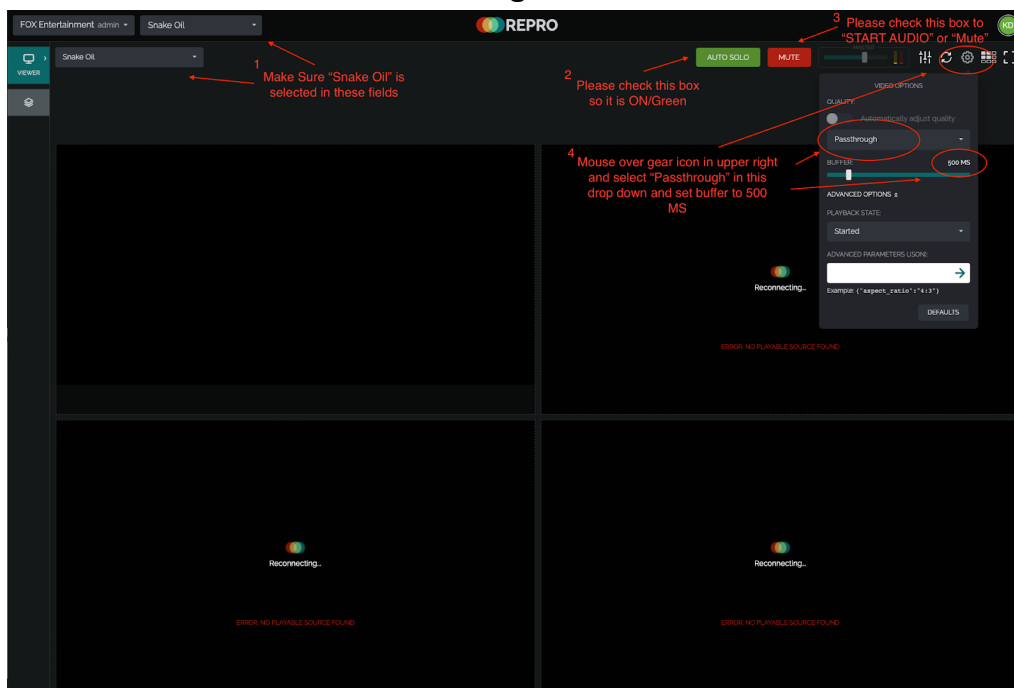 FOX Entertainment admin
Snake Oil
REPRO
KD
3 Please check this box to
"START AUDIO" or "Mute"
VIEWER
Snake Oil
AUTO SOLO
MUTE
MASTER
1
Make Sure "Snake Oil" is
selected in these fields
2
Please check this box
so it is ON/Green
VIDEO OPTIONS
QUALITY:
Automatically adjust quality
Passthrough
4
Mouse over gear icon in upper right
and select "Passthrough" in this
drop down and set buffer to 500
MS
BUFFER:
500 MS
ADVANCED OPTIONS
PLAYBACK STATE:
Started
ADVANCED PARAMETERS (JSON):
Example: {"aspect_ratio":"4:3"}
DEFAULTS
Reconnecting...
ERROR: NO PLAYABLE SOURCE FOUND
Reconnecting...
ERROR: NO PLAYABLE SOURCE FOUND
Reconnecting...
ERROR: NO PLAYABLE SOURCE FOUND